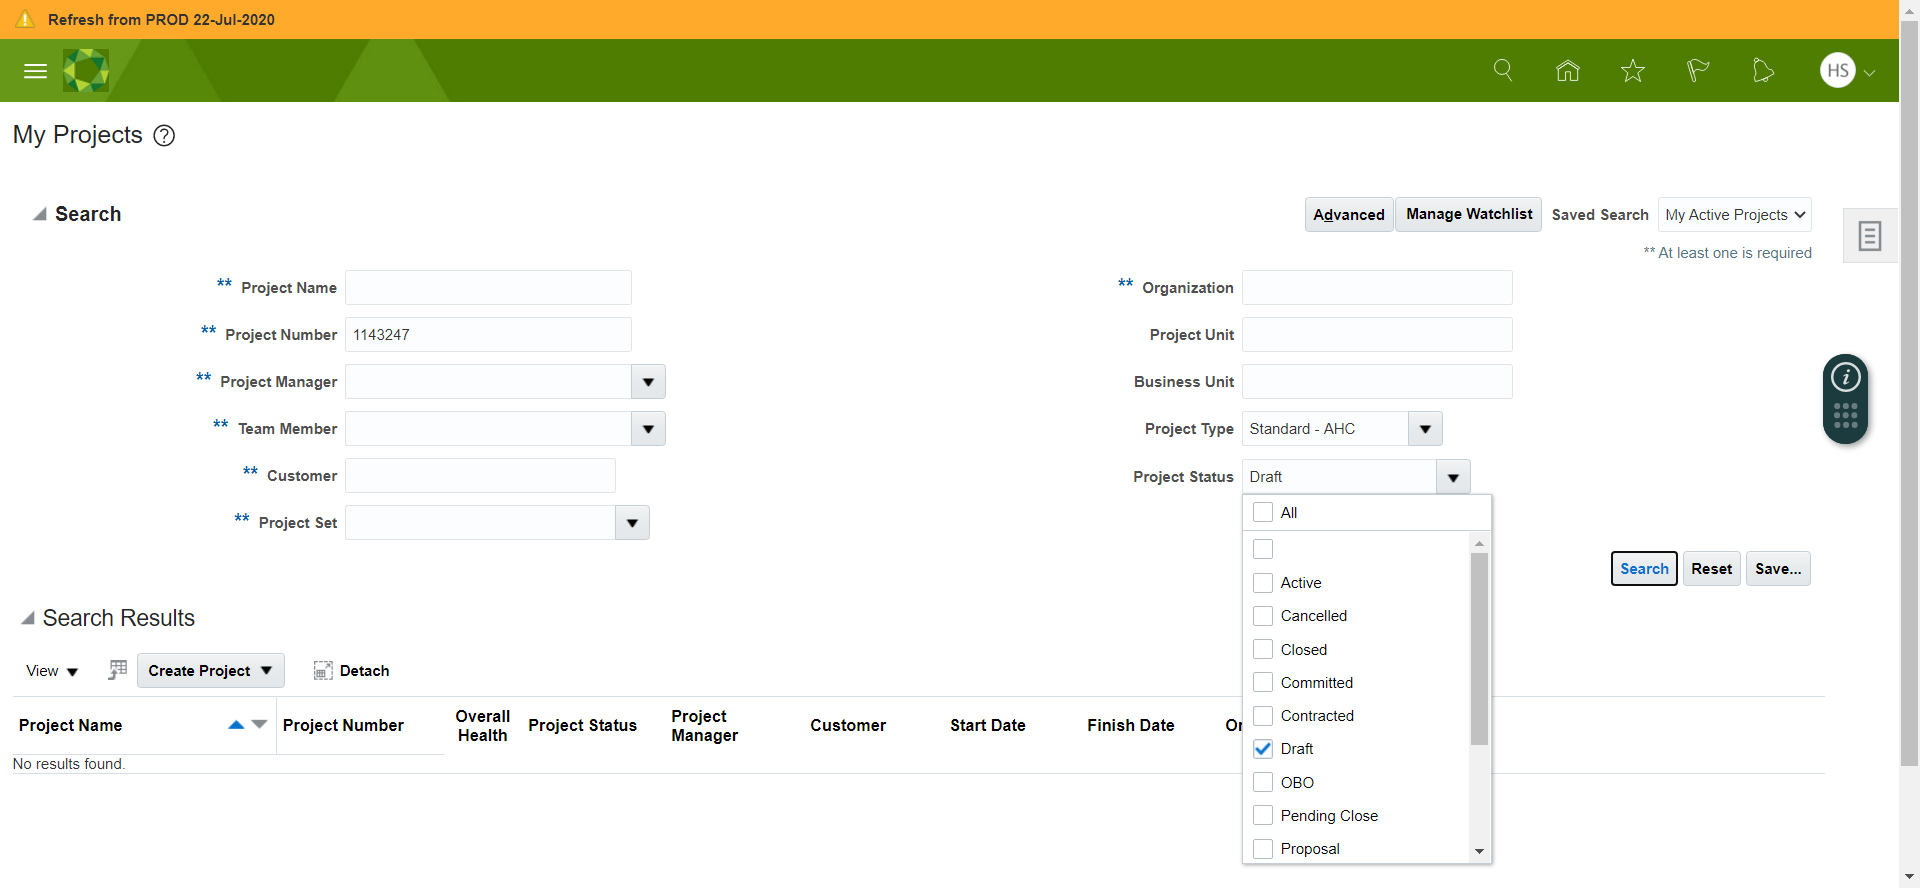 Refresh from PROD 22-Jul-2020
HS
My Projects ?
Search
Advanced Manage Watchlist Saved Search My Active Projects
** At least one is required
** Project Name
** Project Number 1143247
** Project Manager
** Team Member
** Customer
** Project Set
** Organization
Project Unit
Business Unit
Project Type Standard - AHC
Project Status Draft
All
Active
Cancelled
Closed
Committed
Contracted
Draft
OBO
Pending Close
Proposal
i
Search Reset Save...
Search Results
View Create Project Detach
Project Name Project Number Overall Health Project Status Project Manager Customer Start Date Finish Date
No results found.